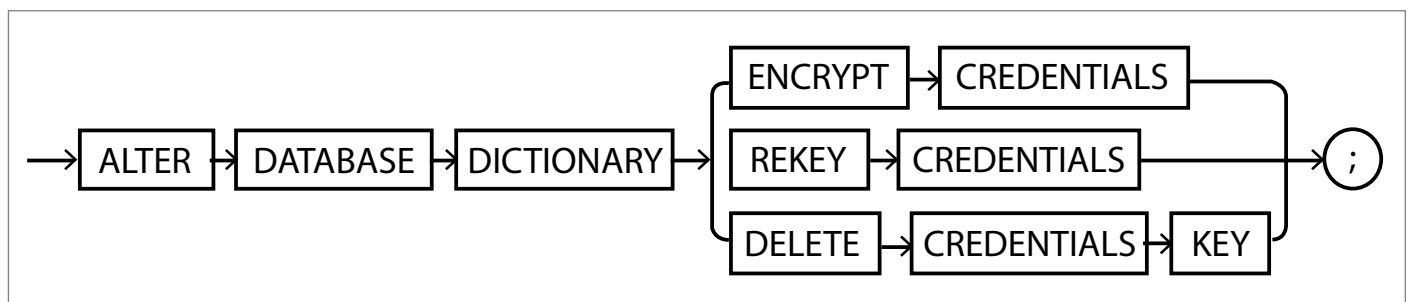 ENCRYPT CREDENTIALS
ALTER DATABASE DICTIONARY REKEY CREDENTIALS ;
DELETE CREDENTIALS KEY